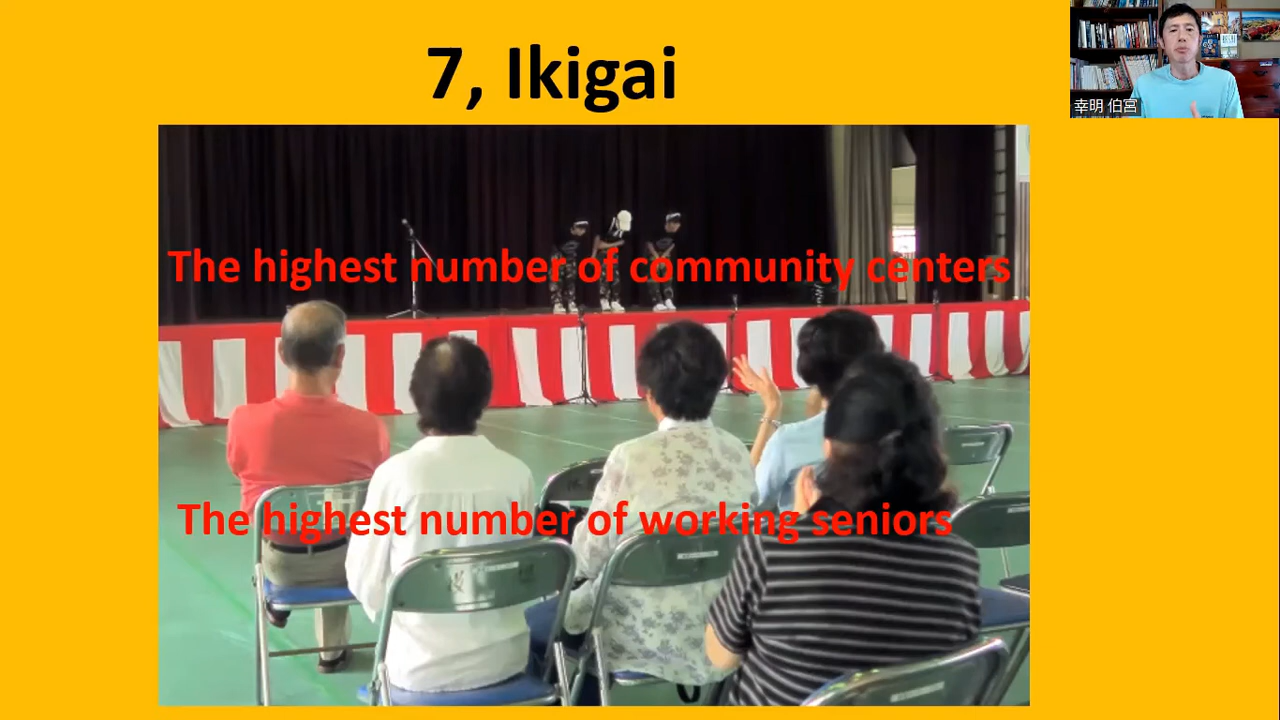 7, Ikigai
幸明 伯宮
The highest number of community centers
The highest number of working seniors